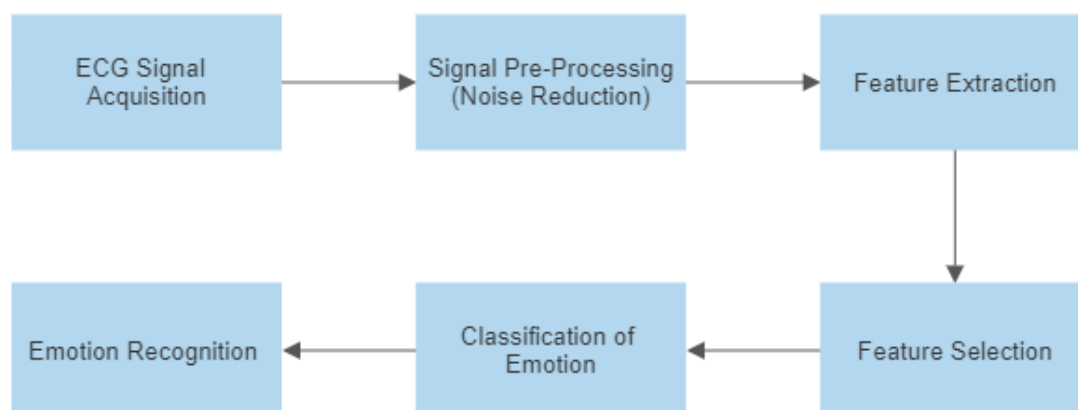 ECG Signal
Acquisition
Signal Pre-Processing
(Noise Reduction)
Feature Extraction
Feature Selection
Classification of
Emotion
Emotion Recognition